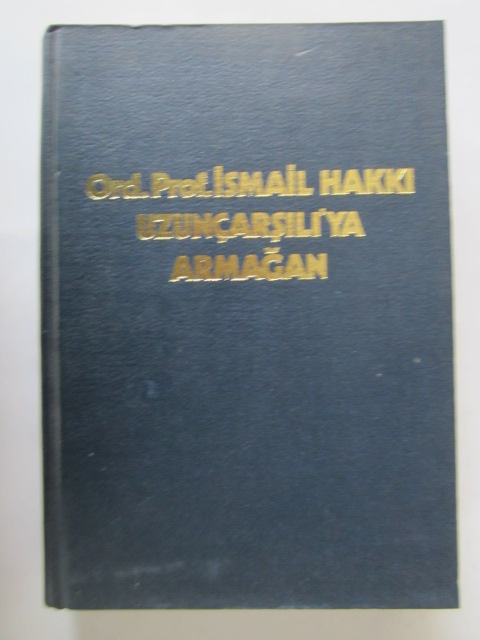 Ord. Prof. İSMAİL HAKKI
UZUNÇARŞILI'YA
ARMAĞAN